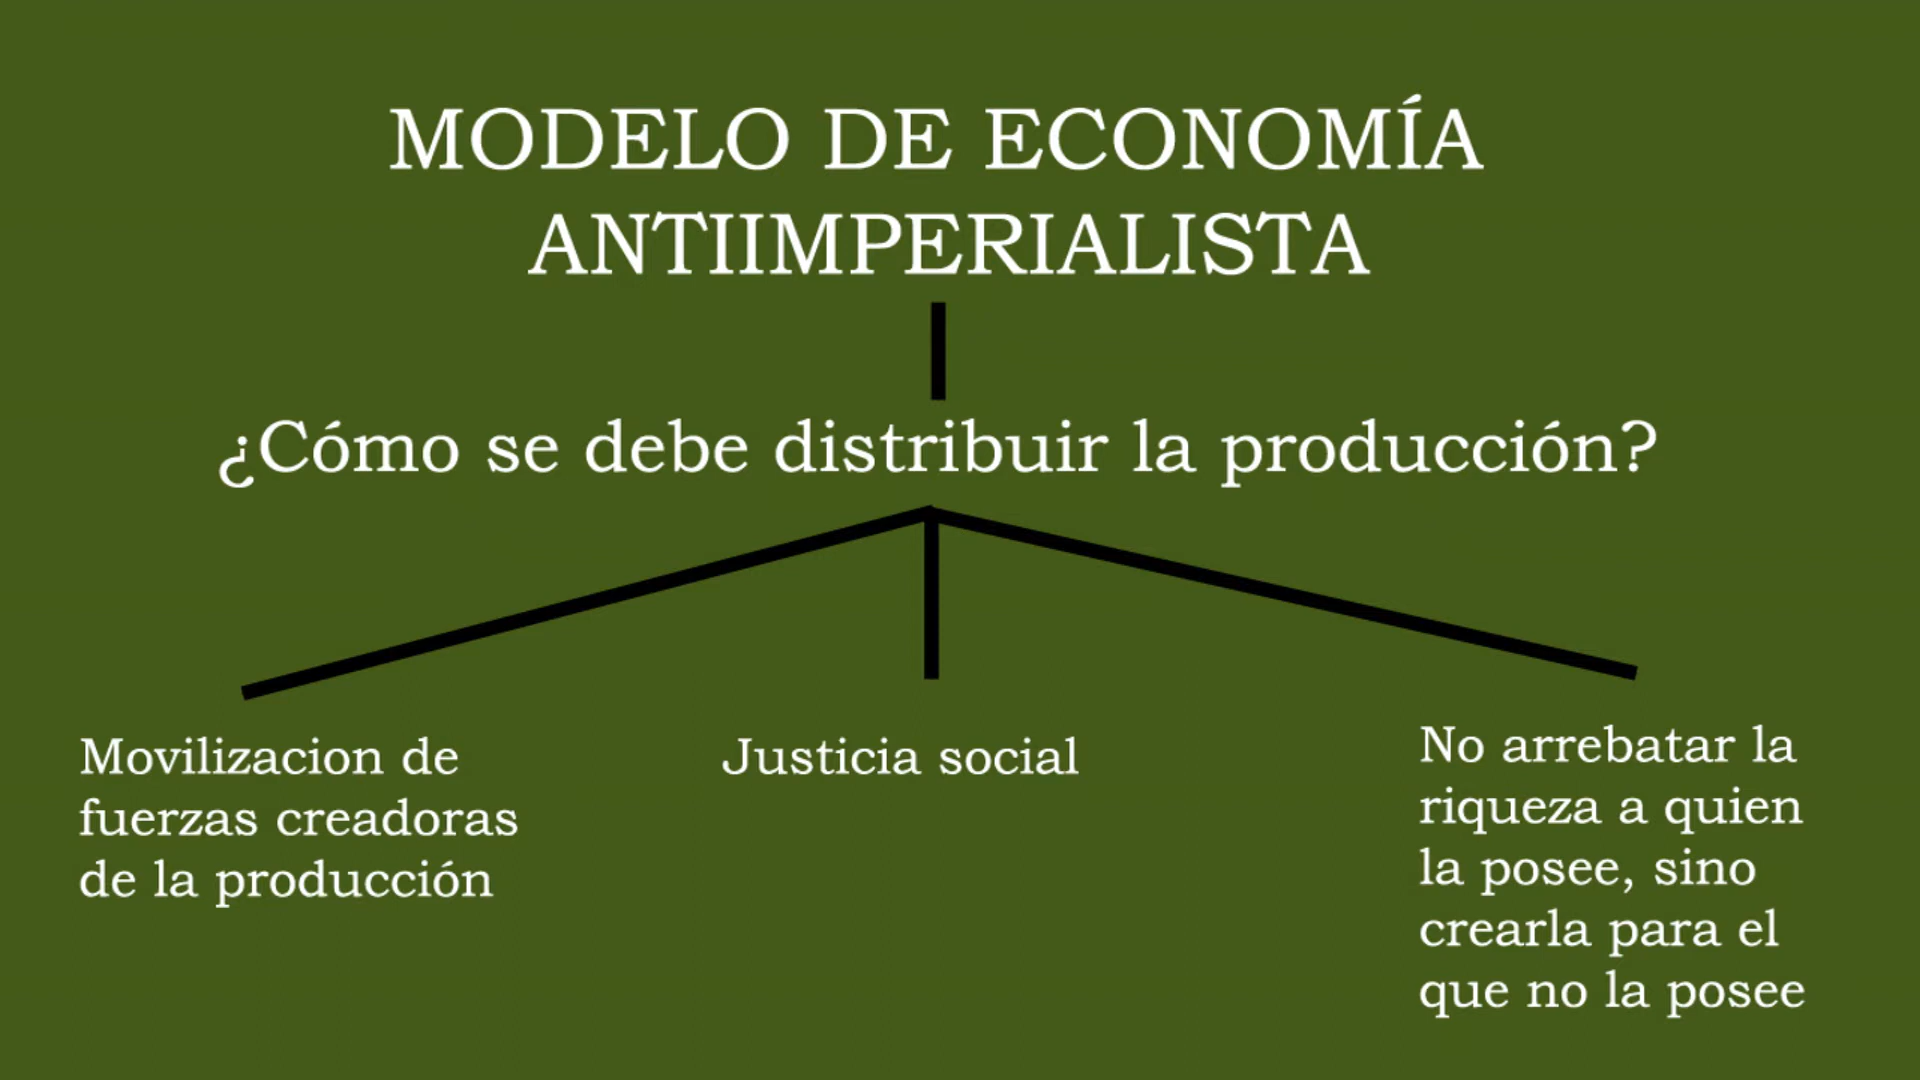 MODELO DE ECONOMÍA
ANTIIMPERIALISTA
¿Cómo se debe distribuir la producción?
Movilizacion de
fuerzas creadoras
de la producción
Justicia social
No arrebatar la
riqueza a quien
la posee, sino
crearla para el
que no la posee